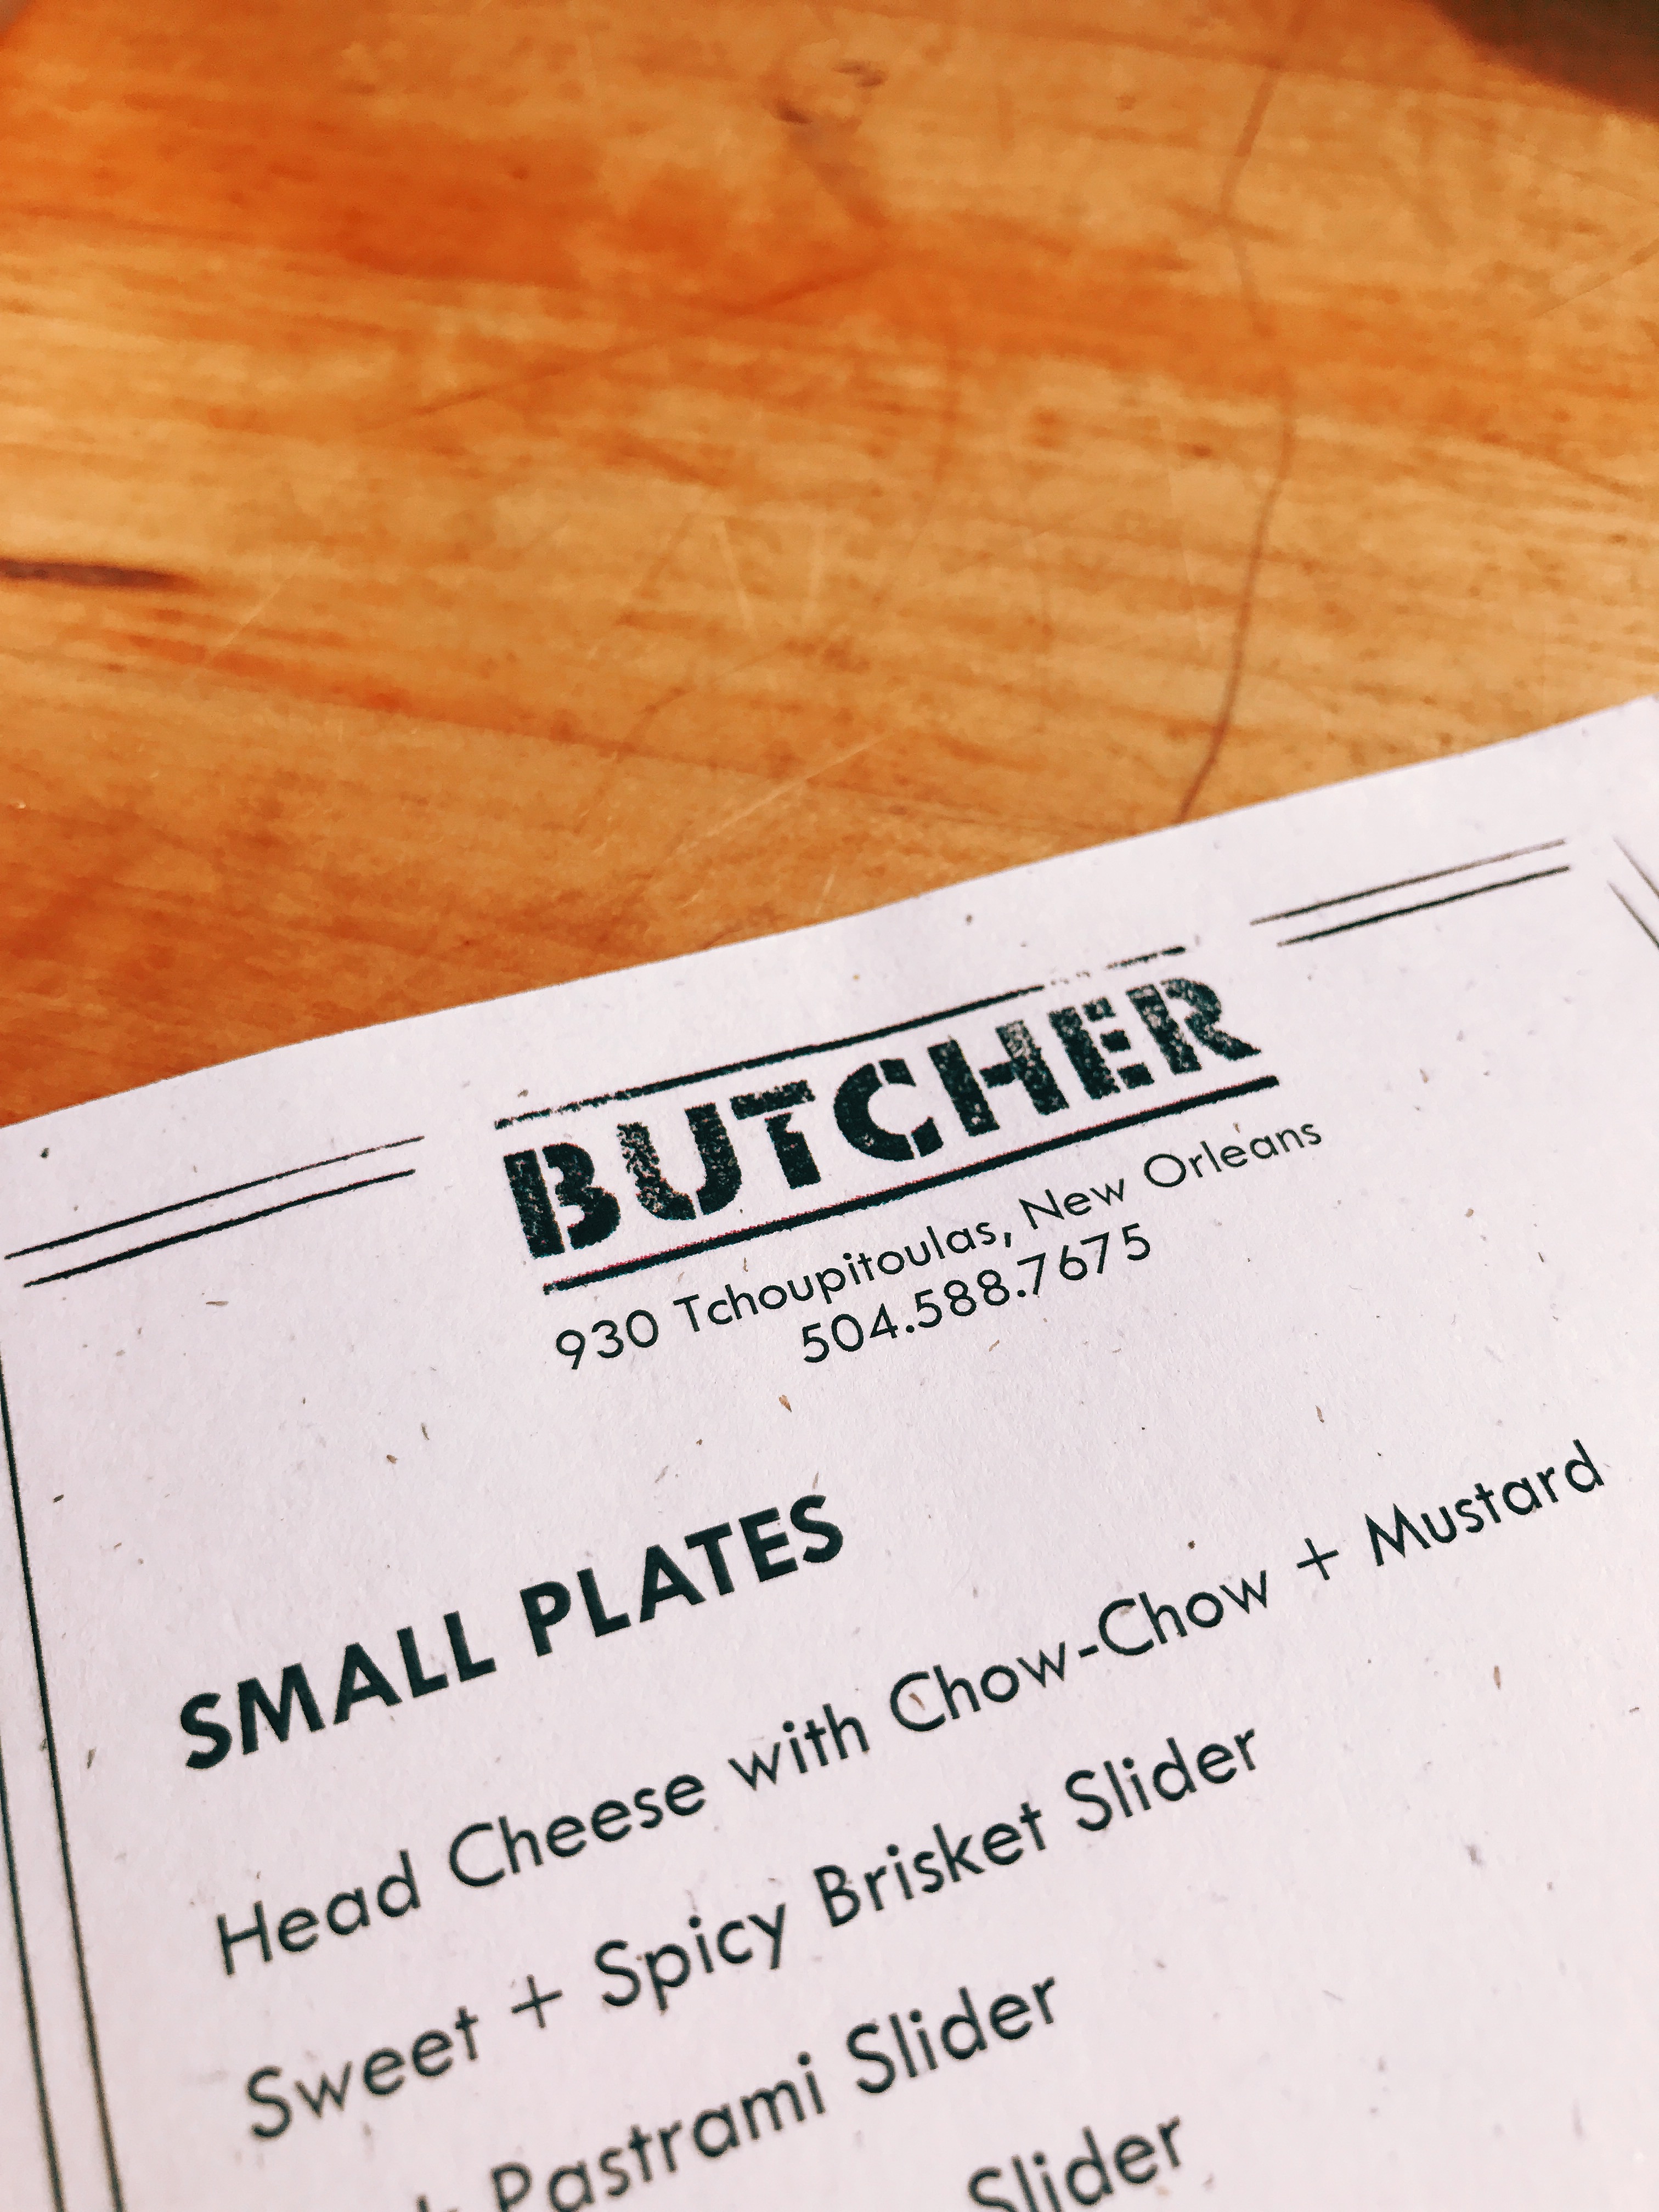 BUTCHER
930 Tchoupitoulas, New Orleans
504.588.7675
SMALL PLATES
Head Cheese with Chow-Chow + Mustard
Sweet + Spicy Brisket Slider
Pastrami Slider
Slider